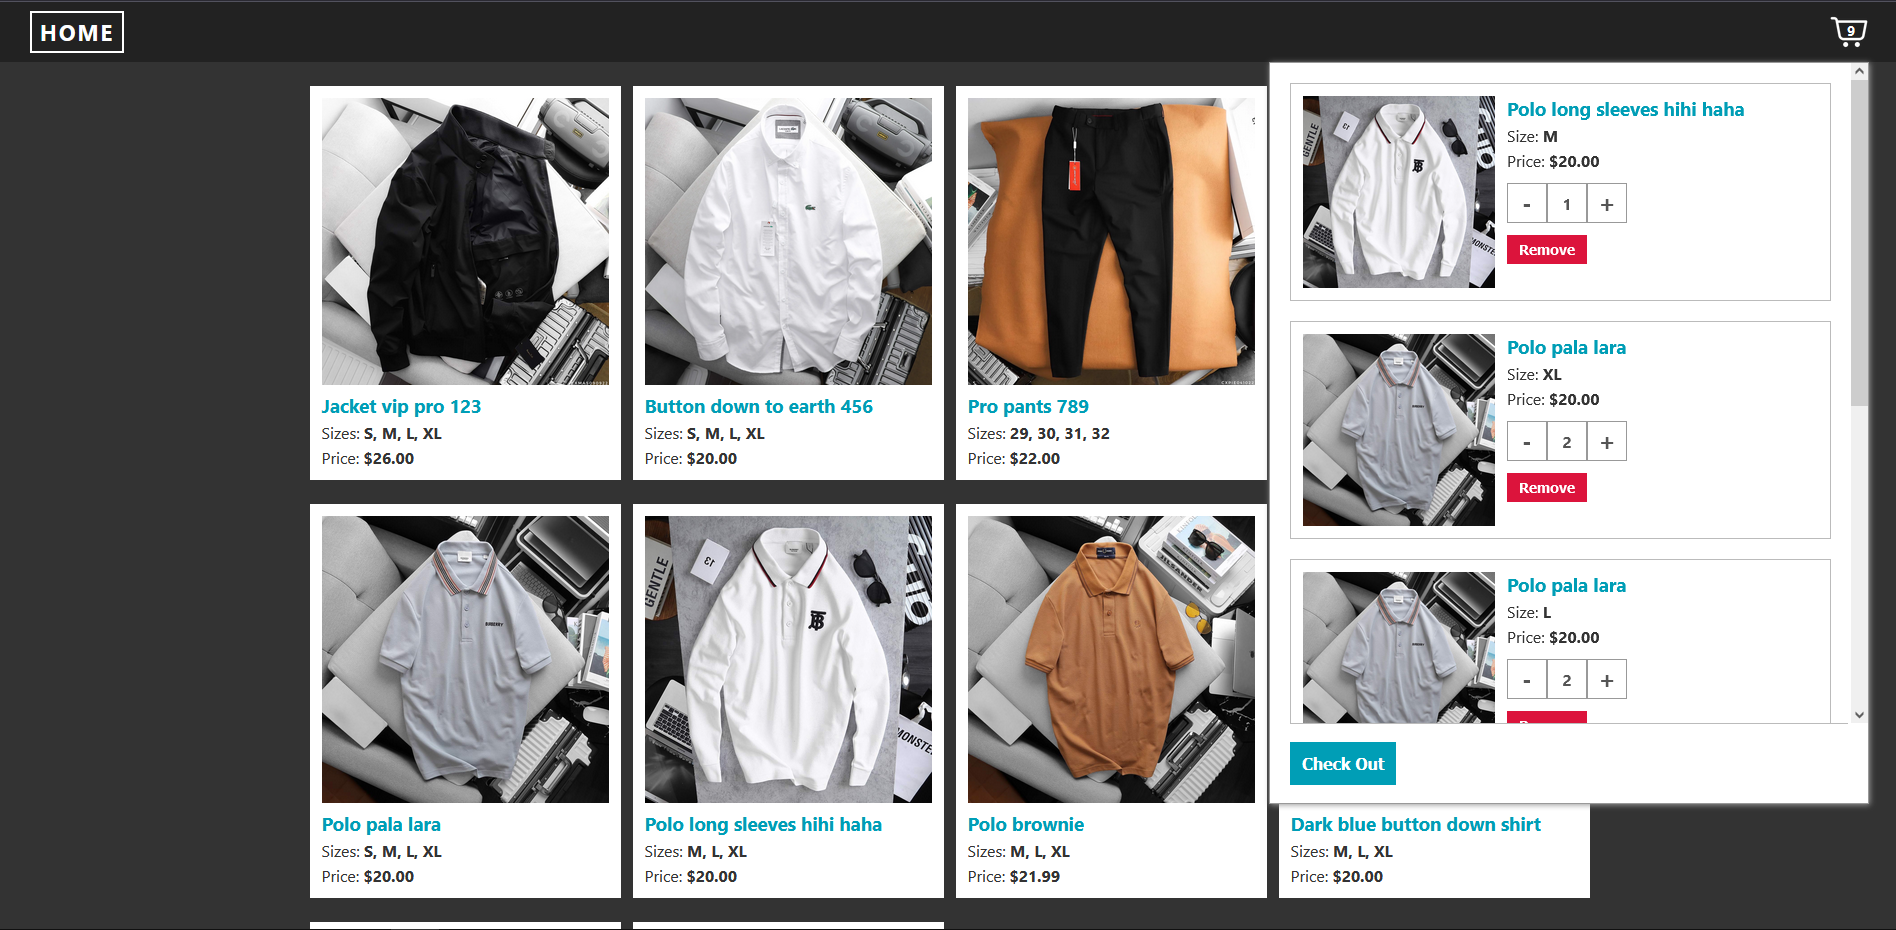 HOME
9
Jacket vip pro 123
Sizes: S, M, L, XL
Price: $26.00
Button down to earth 456
Sizes: S, M, L, XL
Price: $20.00
Pro pants 789
Sizes: 29, 30, 31, 32
Price: $22.00
GENTLE
13
BURBERRY
MONSTER
Polo pala lara
Sizes: S, M, L, XL
Price: $20.00
Polo long sleeves hihi haha
Sizes: M, L, XL
Price: $20.00
Polo brownie
Sizes: M, L, XL
Price: $21.99
Dark blue button down shirt
Sizes: M, L, XL
Price: $20.00
Polo long sleeves hihi haha
Size: M
Price: $20.00
- 1 +
Remove
Polo pala lara
Size: XL
Price: $20.00
- 2 +
Remove
Polo pala lara
Size: L
Price: $20.00
- 2 +
Check Out